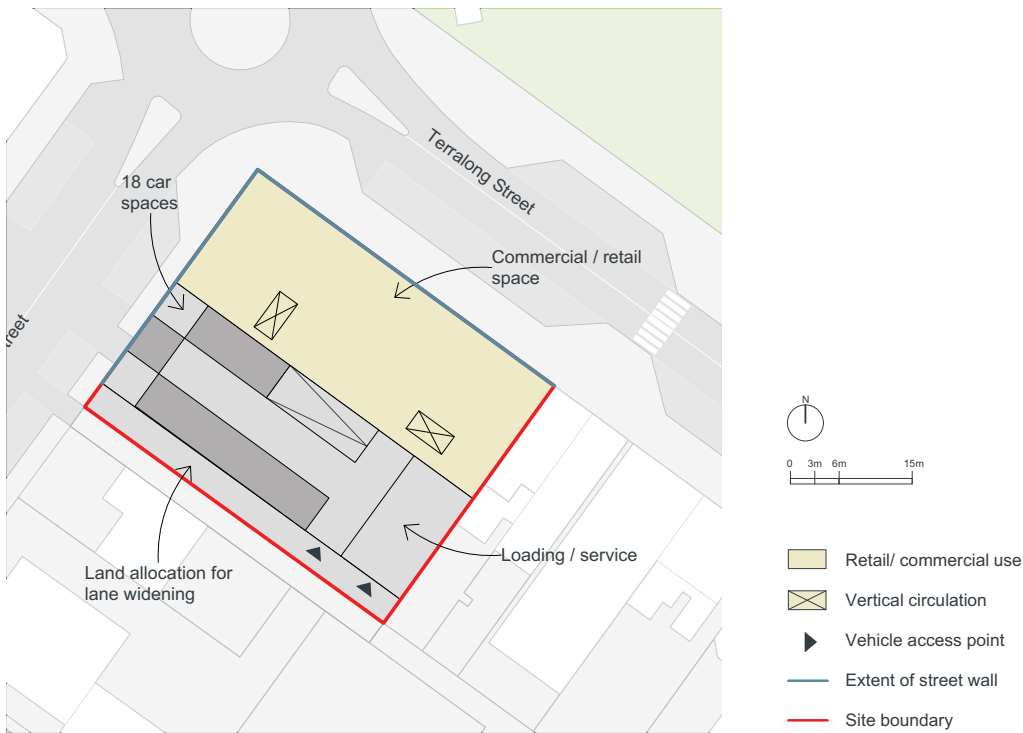 Terralong Street
18 car
spaces
Commercial / retail
space
Loading / service
Land allocation for
lane widening
N
0 3m 6m 15m
Retail/ commercial use
Vertical circulation
Vehicle access point
Extent of street wall
Site boundary